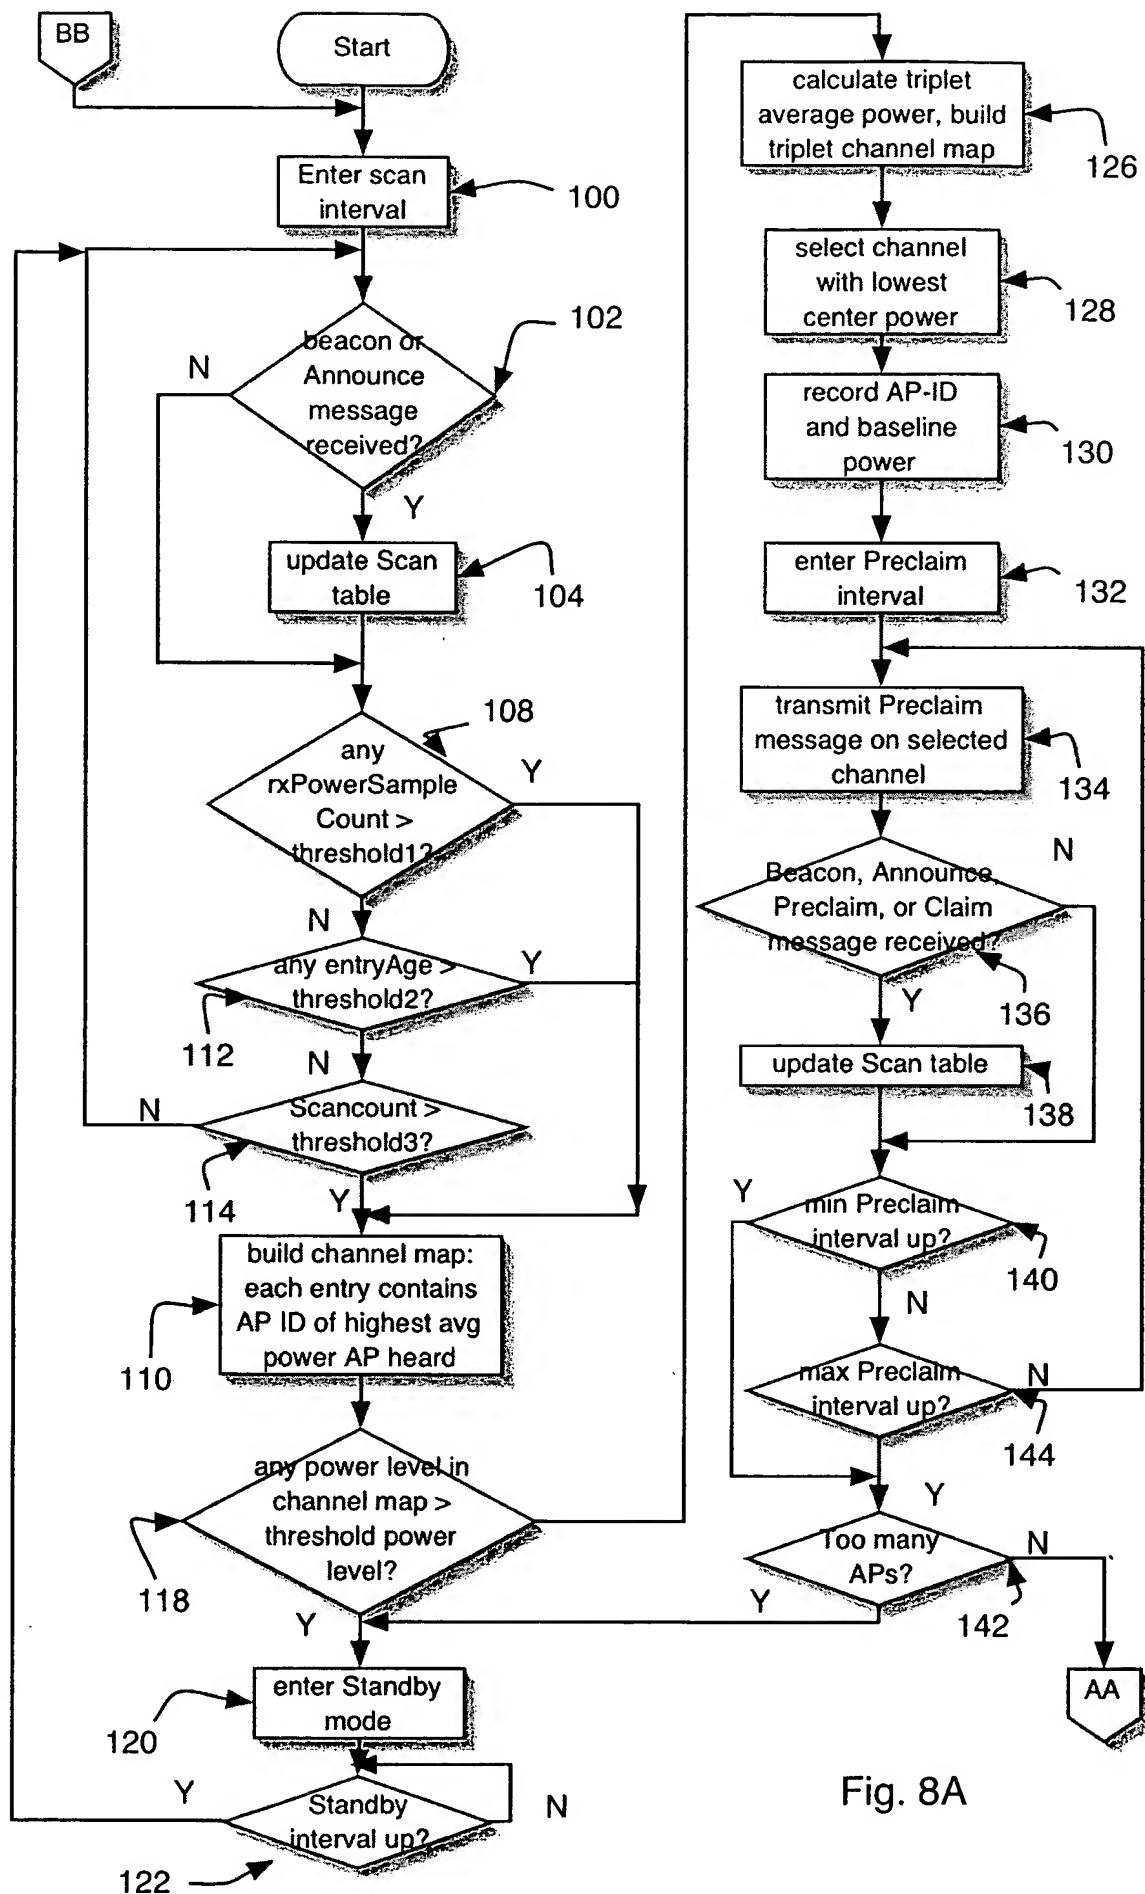 BB
Start
Enter scan
interval
100
beacon or
Announce
message
received?
102
N
Y
update Scan
table
104
any
rxPowerSample
Count >
threshold1?
108
Y
N
any entryAge >
threshold2?
Y
112
N
Scancount >
threshold3?
N
114
Y
build channel map:
each entry contains
AP ID of highest avg
power AP heard
110
any power level in
channel map >
threshold power
level?
118
Y
enter Standby
mode
120
Y
Standby
interval up?
N
122
calculate triplet
average power, build
triplet channel map
126
select channel
with lowest
center power
128
record AP-ID
and baseline
power
130
enter Preclaim
interval
132
transmit Preclaim
message on selected
channel
134
N
Beacon, Announce,
Preclaim, or Claim
message received?
136
Y
update Scan table
138
Y
min Preclaim
interval up?
140
N
max Preclaim
interval up?
N
144
Y
Too many
APs?
N
Y
142
AA
Fig. 8A